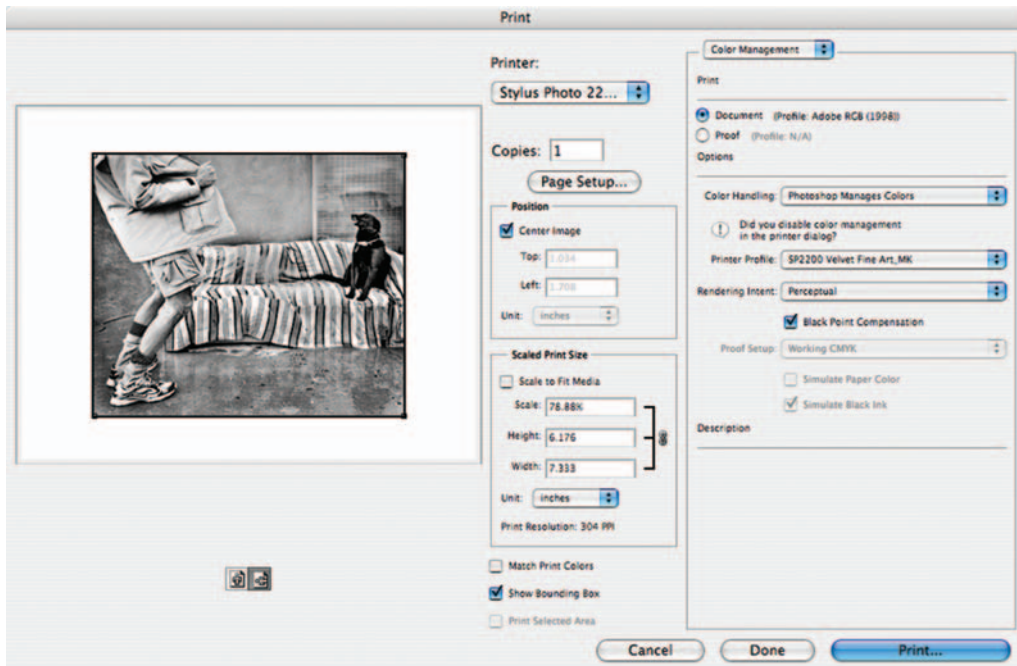 Print
Printer:
Stylus Photo 22...
Copies: 1
Page Setup...
Position
Center Image
Top: 1.034
Left: 1.708
Unit: inches
Scaled Print Size
Scale to Fit Media
Scale: 78.88%
Height: 6.176
Width: 7.333
Unit: inches
Print Resolution: 304 PPI
Match Print Colors
Show Bounding Box
Print Selected Area
Color Management
Print
Document (Profile: Adobe RGB (1998))
Proof (Profile: N/A)
Options
Color Handling: Photoshop Manages Colors
Did you disable color management
in the printer dialog?
Printer Profile: SP2200 Velvet Fine Art_MK
Rendering Intent: Perceptual
Black Point Compensation
Proof Setup: Working CMYK
Simulate Paper Color
Simulate Black Ink
Description
Cancel
Done
Print...